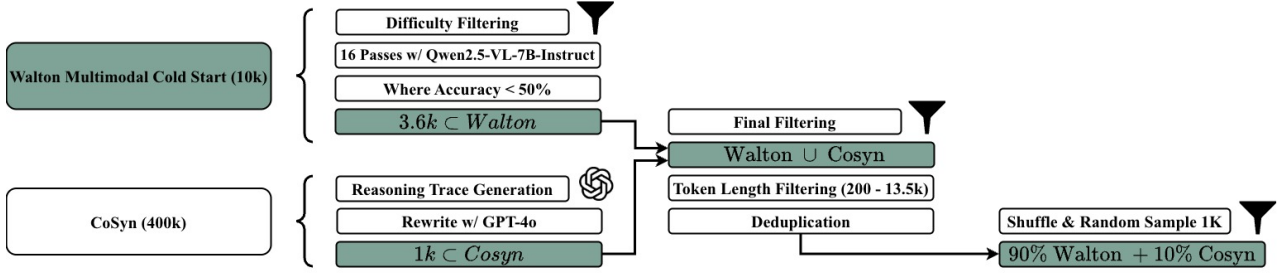 Walton Multimodal Cold Start (10k)
Difficulty Filtering
16 Passes w/ Qwen2.5-VL-7B-Instruct
Where Accuracy < 50%
3.6k ⊂ Walton
CoSyn (400k)
Reasoning Trace Generation
Rewrite w/ GPT-4o
1k ⊂ Cosyn
Final Filtering
Walton ∪ Cosyn
Token Length Filtering (200 - 13.5k)
Deduplication
Shuffle & Random Sample 1K
90% Walton + 10% Cosyn